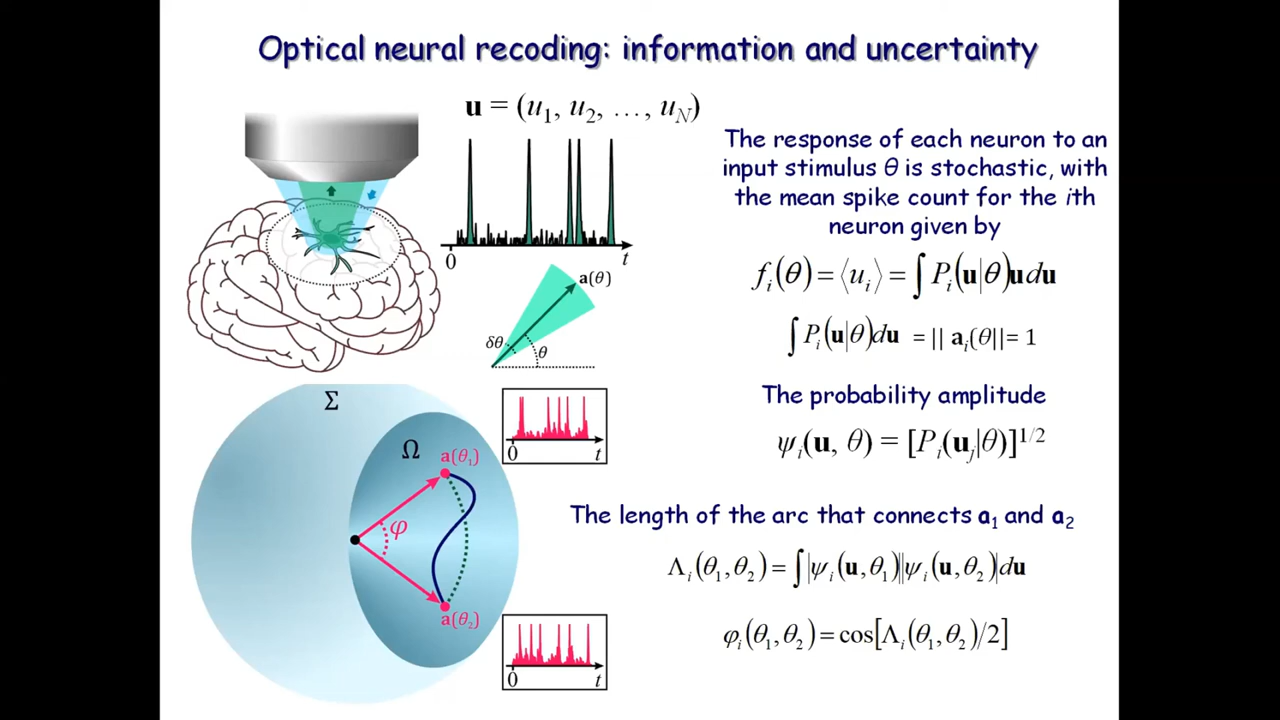 Optical neural recoding: information and uncertainty
u = (u₁, u₂, …, u_N)
0
t
The response of each neuron to an
input stimulus θ is stochastic, with
the mean spike count for the ith
neuron given by
fᵢ(θ) = ⟨uᵢ⟩ = ∫ Pᵢ(u|θ)udu
a(θ)
δθ
θ
∫ Pᵢ(u|θ)du = || aᵢ(θ|| = 1
The probability amplitude
ψᵢ(u, θ) = [Pᵢ(uⱼ|θ)]^1/2
Σ
Ω
a(θ₁)
φ
a(θ₂)
0
t
The length of the arc that connects a₁ and a₂
Λᵢ(θ₁,θ₂) = ∫|ψᵢ(u,θ₁)||ψᵢ(u,θ₂)|du
φᵢ(θ₁,θ₂) = cos[Λᵢ(θ₁,θ₂)/2]
0
t